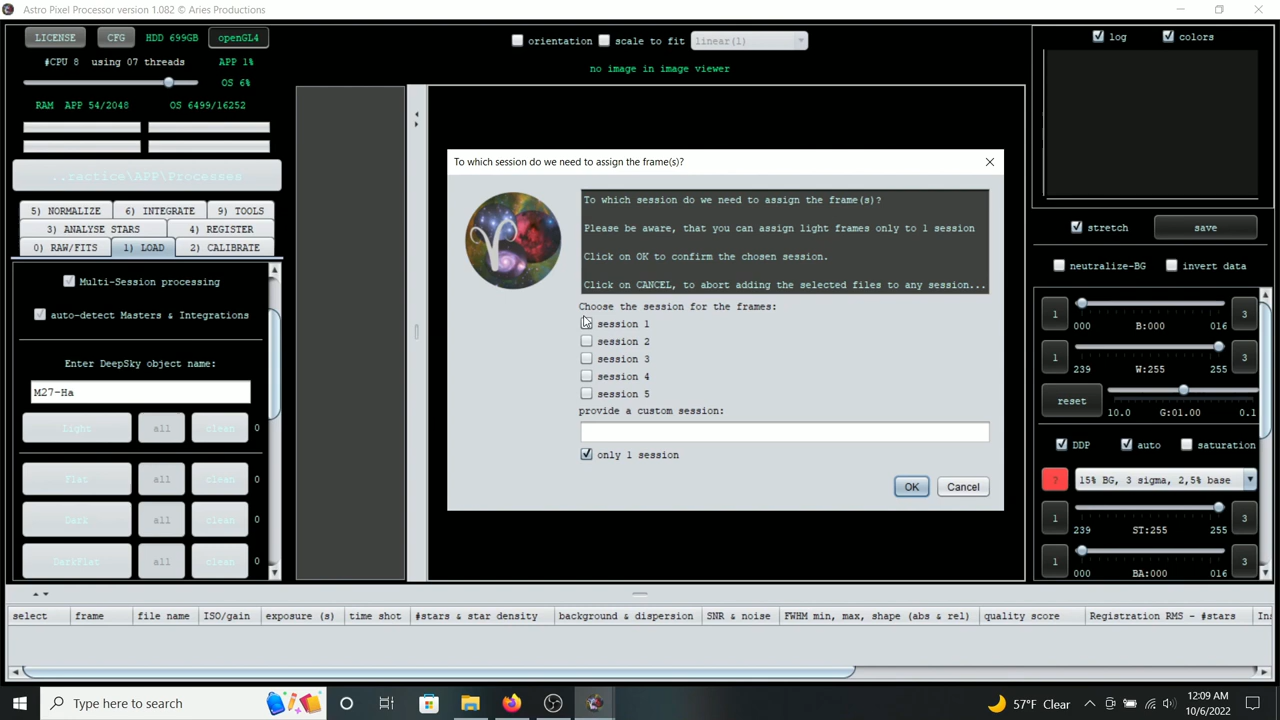 Astro Pixel Processor version 1.082 © Aries Productions
LICENSE CFG HDD 699GB openGL4
#CPU 8 using 07 threads APP 1%
OS 6%
RAM APP 54/2048 OS 6499/16252
..ractice\APP\Processes
5) NORMALIZE 6) INTEGRATE 9) TOOLS
3) ANALYSE STARS 4) REGISTER
0) RAW/FITS 1) LOAD 2) CALIBRATE
Multi-Session processing
auto-detect Masters & Integrations
Enter DeepSky object name:
M27-Ha
Light all clean 0
Flat all clean 0
Dark all clean 0
DarkFlat all clean 0
orientation scale to fit linear(1)
no image in image viewer
To which session do we need to assign the frame(s)?
To which session do we need to assign the frame(s)?
Please be aware, that you can assign light frames only to 1 session
Click on OK to confirm the chosen session.
Click on CANCEL, to abort adding the selected files to any session...
Choose the session for the frames:
session 1
session 2
session 3
session 4
session 5
provide a custom session:
only 1 session
OK Cancel
log colors
stretch save
neutralize-BG invert data
1 3
000 B:000 016
1 3
239 W:255 255
reset
10.0 G:01.00 0.1
DDP auto saturation
? 15% BG, 3 sigma, 2,5% base
1 3
239 ST:255 255
1 3
000 BA:000 016
select frame file name ISO/gain exposure (s) time shot #stars & star density background & dispersion SNR & noise FWHM min, max, shape (abs & rel) quality score Registration RMS - #stars
Type here to search
57°F Clear
12:09 AM
10/6/2022